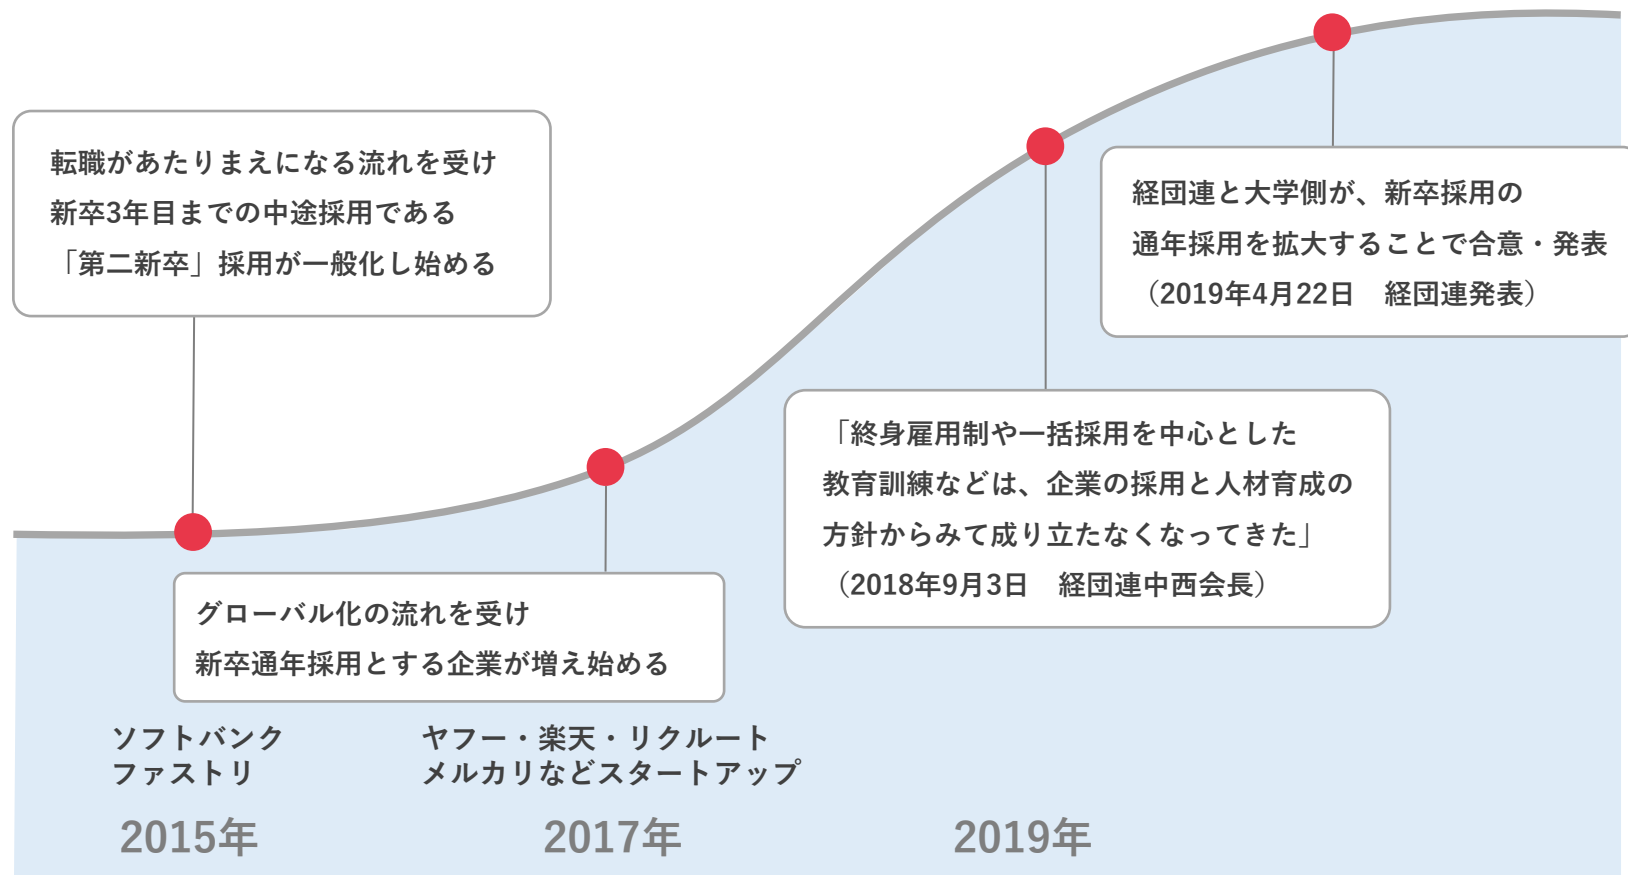 転職があたりまえになる流れを受け
新卒3年目までの中途採用である
「第二新卒」採用が一般化し始める
グローバル化の流れを受け
新卒通年採用とする企業が増え始める
「終身雇用制や一括採用を中心とした
教育訓練などは、企業の採用と人材育成の
方針からみて成り立たなくなってきた」
（2018年9月3日　経団連中西会長）
経団連と大学側が、新卒採用の
通年採用を拡大することで合意・発表
（2019年4月22日　経団連発表）
ソフトバンク
ファストリ
ヤフー・楽天・リクルート
メルカリなどスタートアップ
2015年
2017年
2019年